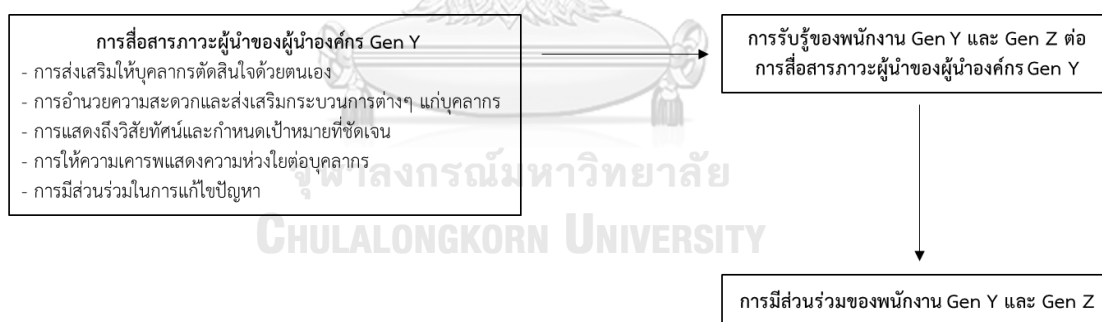 การสื่อสารภาวะผู้นำของผู้นำองค์กร Gen Y
- การส่งเสริมให้บุคลากรตัดสินใจด้วยตนเอง
- การอำนวยความสะดวกและส่งเสริมกระบวนการต่างๆ แก่บุคลากร
- การแสดงถึงวิสัยทัศน์และกำหนดเป้าหมายที่ชัดเจน
- การให้ความเคารพแสดงความห่วงใยต่อบุคลากร
- การมีส่วนร่วมในการแก้ไขปัญหา
การรับรู้ของพนักงาน Gen Y และ Gen Z ต่อ
การสื่อสารภาวะผู้นำของผู้นำองค์กร Gen Y
จุฬาลงกรณ์มหาวิทยาลัย
CHULALONGKORN UNIVERSITY
การมีส่วนร่วมของพนักงาน Gen Y และ Gen Z